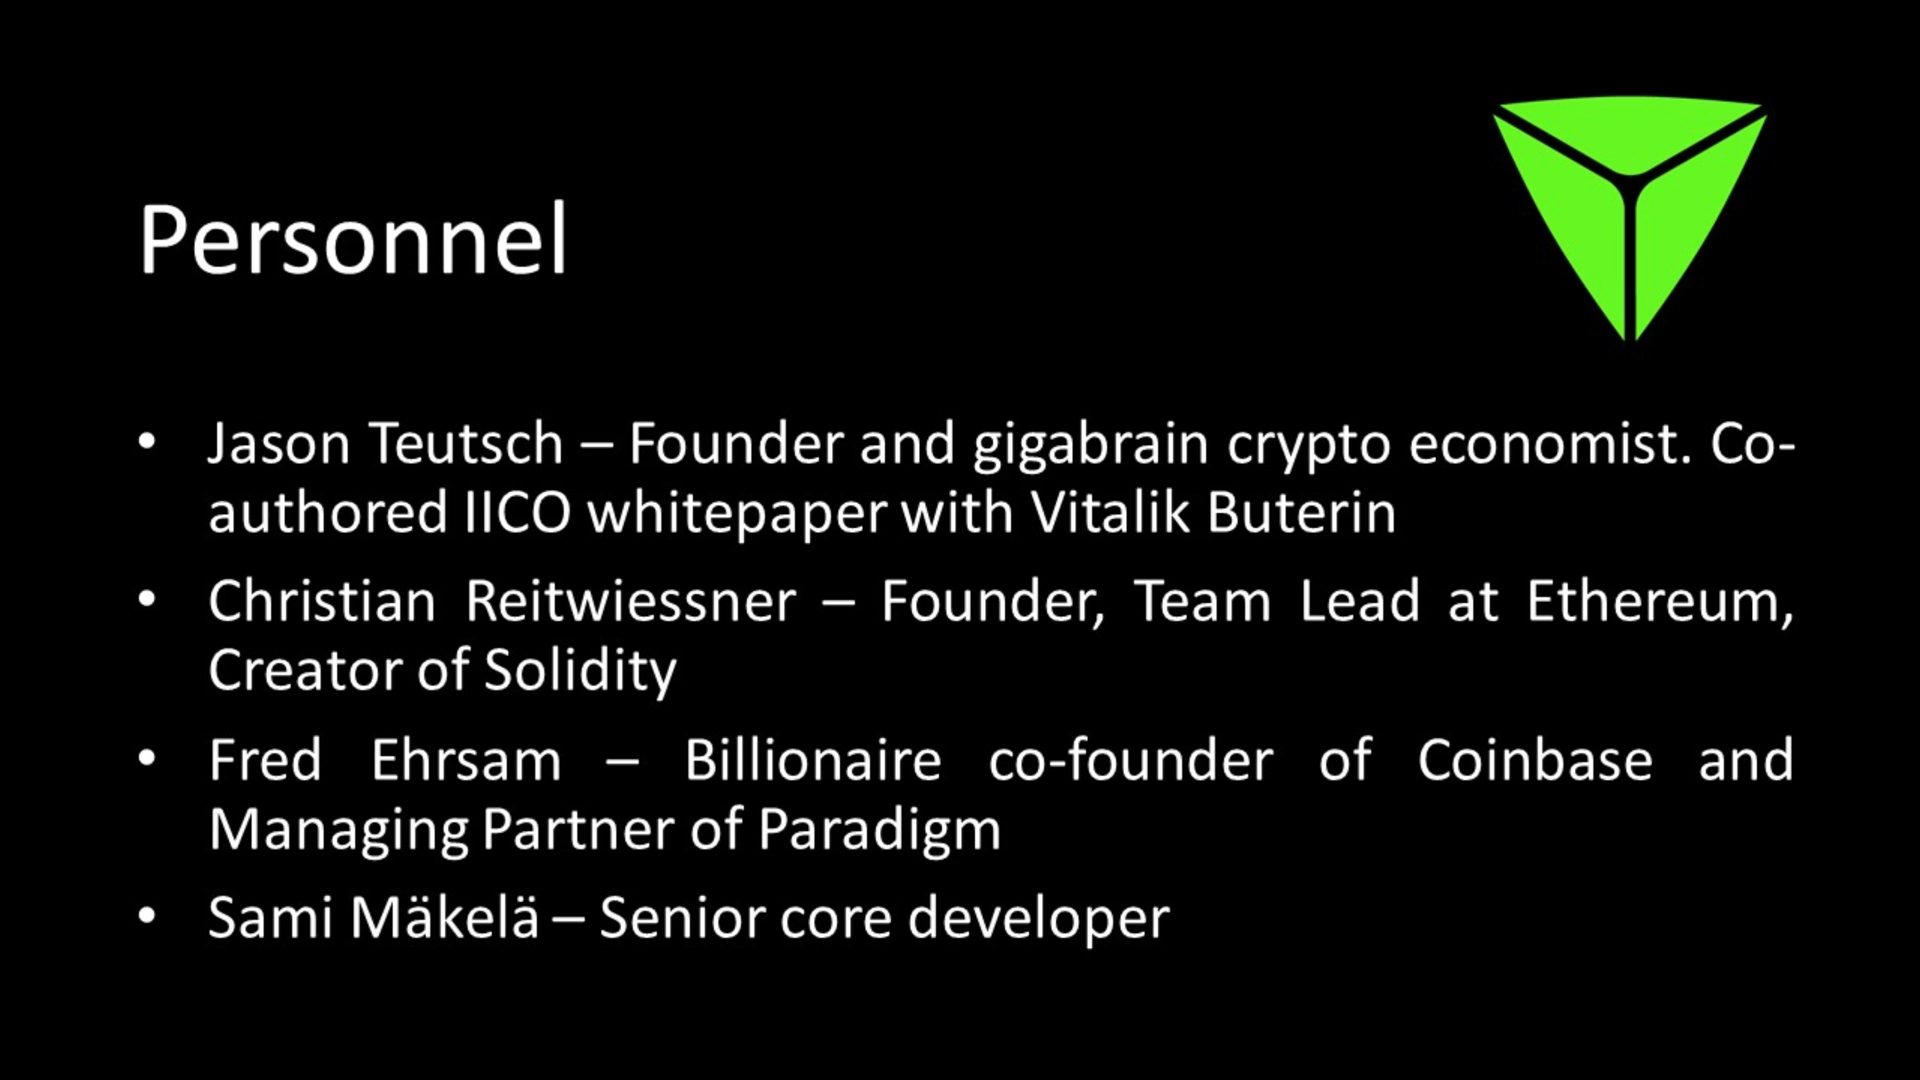 Personnel
• Jason Teutsch – Founder and gigabrain crypto economist. Co-
authored IICO whitepaper with Vitalik Buterin
• Christian Reitwiessner – Founder, Team Lead at Ethereum,
Creator of Solidity
• Fred Ehrsam – Billionaire co-founder of Coinbase and
Managing Partner of Paradigm
• Sami Mäkelä – Senior core developer